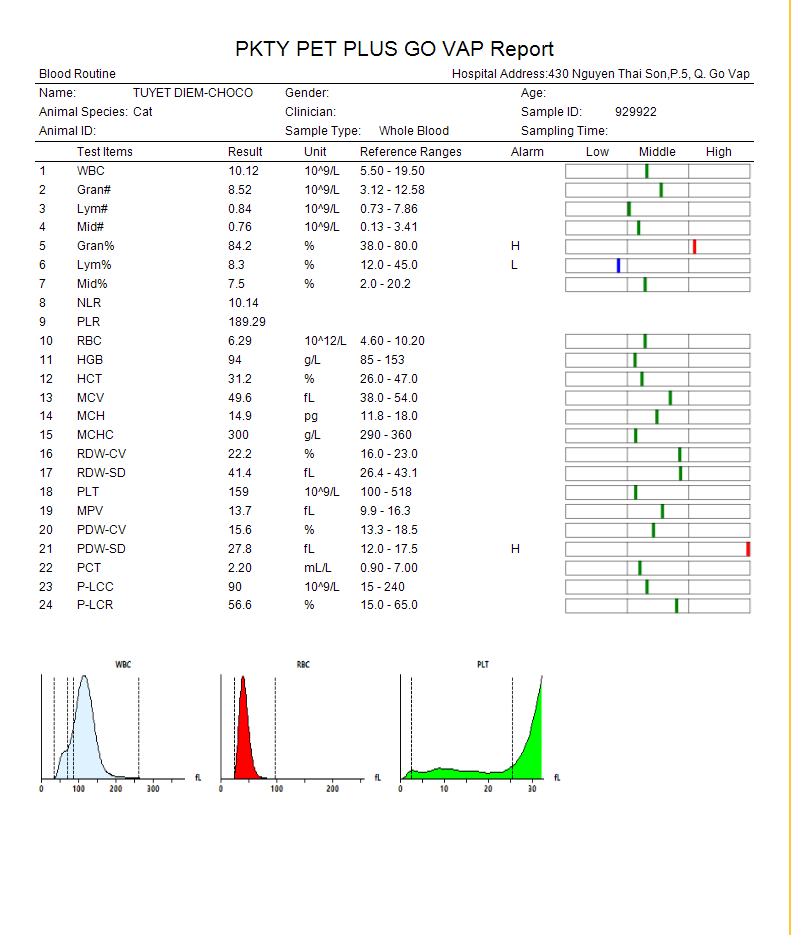 PKTY PET PLUS GO VAP Report
Blood Routine Hospital Address:430 Nguyen Thai Son,P.5, Q. Go Vap
Name: TUYET DIEM-CHOCO Gender: Age:
Animal Species: Cat Clinician: Sample ID: 929922
Animal ID: Sample Type: Whole Blood Sampling Time:
Test Items Result Unit Reference Ranges Alarm Low Middle High
1 WBC 10.12 10^9/L 5.50 - 19.50
2 Gran# 8.52 10^9/L 3.12 - 12.58
3 Lym# 0.84 10^9/L 0.73 - 7.86
4 Mid# 0.76 10^9/L 0.13 - 3.41
5 Gran% 84.2 % 38.0 - 80.0 H
6 Lym% 8.3 % 12.0 - 45.0 L
7 Mid% 7.5 % 2.0 - 20.2
8 NLR 10.14
9 PLR 189.29
10 RBC 6.29 10^12/L 4.60 - 10.20
11 HGB 94 g/L 85 - 153
12 HCT 31.2 % 26.0 - 47.0
13 MCV 49.6 fL 38.0 - 54.0
14 MCH 14.9 pg 11.8 - 18.0
15 MCHC 300 g/L 290 - 360
16 RDW-CV 22.2 % 16.0 - 23.0
17 RDW-SD 41.4 fL 26.4 - 43.1
18 PLT 159 10^9/L 100 - 518
19 MPV 13.7 fL 9.9 - 16.3
20 PDW-CV 15.6 % 13.3 - 18.5
21 PDW-SD 27.8 fL 12.0 - 17.5 H
22 PCT 2.20 mL/L 0.90 - 7.00
23 P-LCC 90 10^9/L 15 - 240
24 P-LCR 56.6 % 15.0 - 65.0
WBC RBC PLT
fL fL fL
0 100 200 300 0 100 200 0 10 20 30